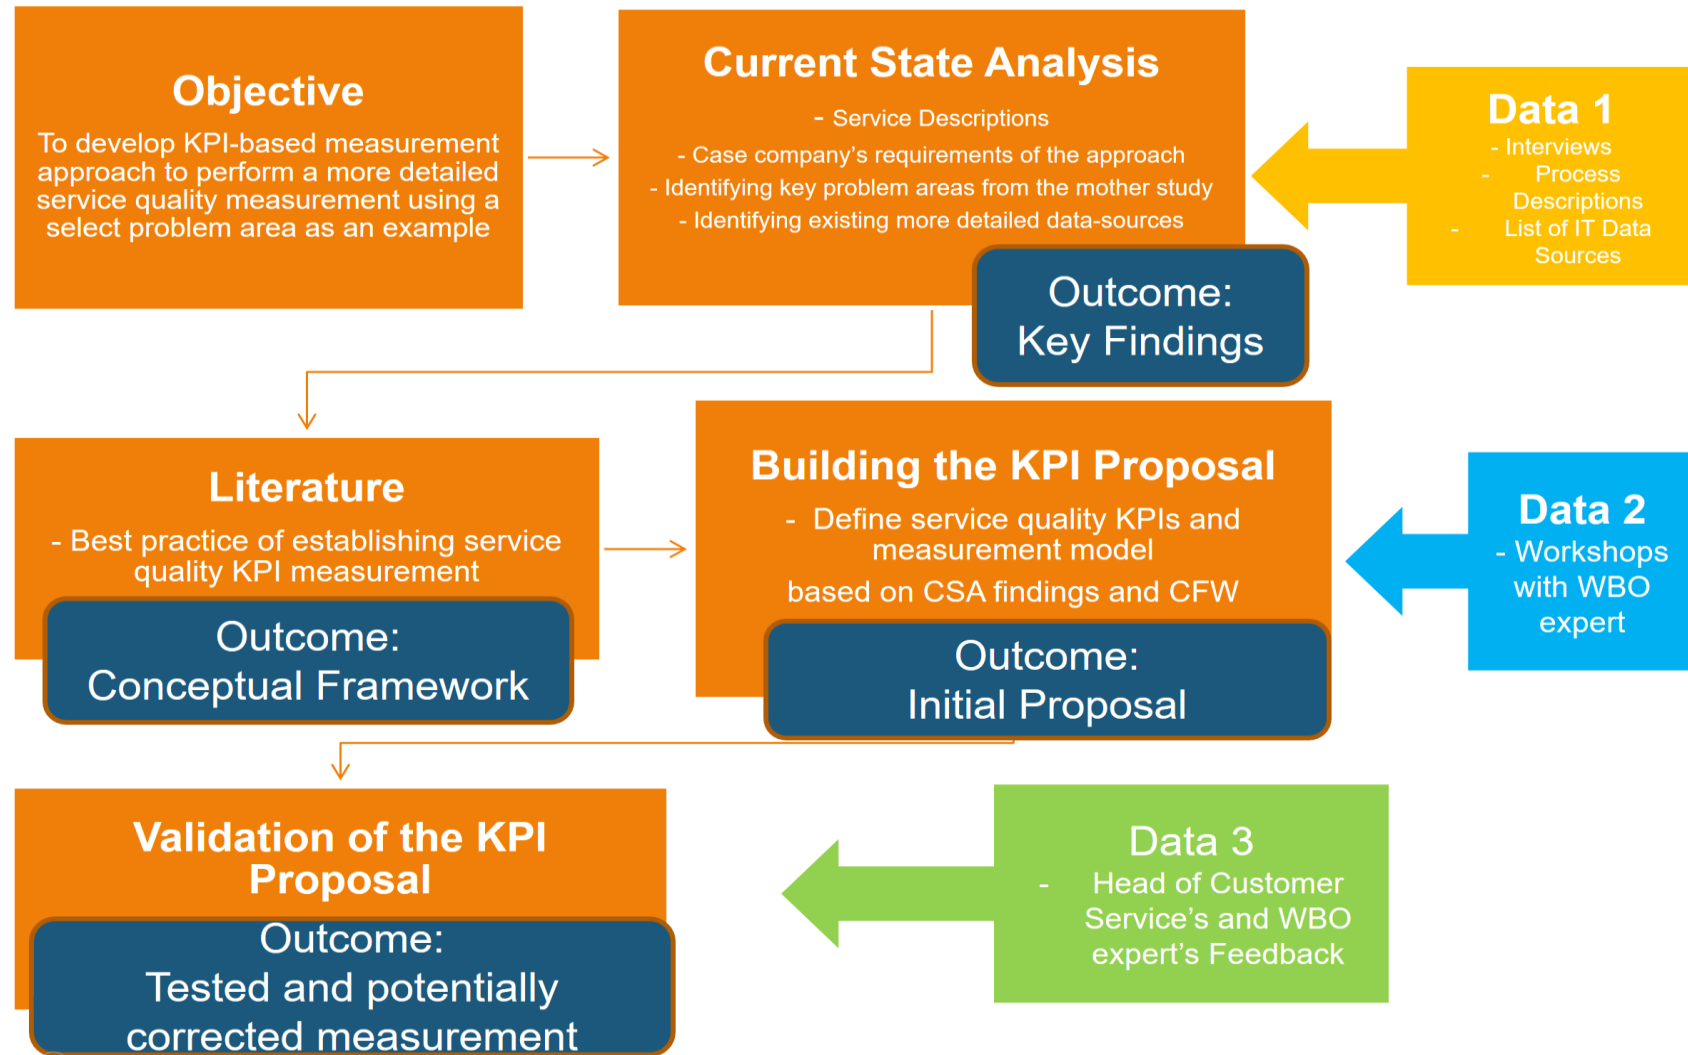 Objective
To develop KPI-based measurement
approach to perform a more detailed
service quality measurement using a
select problem area as an example
Current State Analysis
- Service Descriptions
- Case company’s requirements of the approach
- Identifying key problem areas from the mother study
- Identifying existing more detailed data-sources
Outcome:
Key Findings
Data 1
- Interviews
- Process
Descriptions
- List of IT Data
Sources
Literature
- Best practice of establishing service
quality KPI measurement
Outcome:
Conceptual Framework
Building the KPI Proposal
- Define service quality KPIs and
measurement model
based on CSA findings and CFW
Outcome:
Initial Proposal
Data 2
- Workshops
with WBO
expert
Validation of the KPI
Proposal
Outcome:
Tested and potentially
corrected measurement
Data 3
- Head of Customer
Service’s and WBO
expert’s Feedback